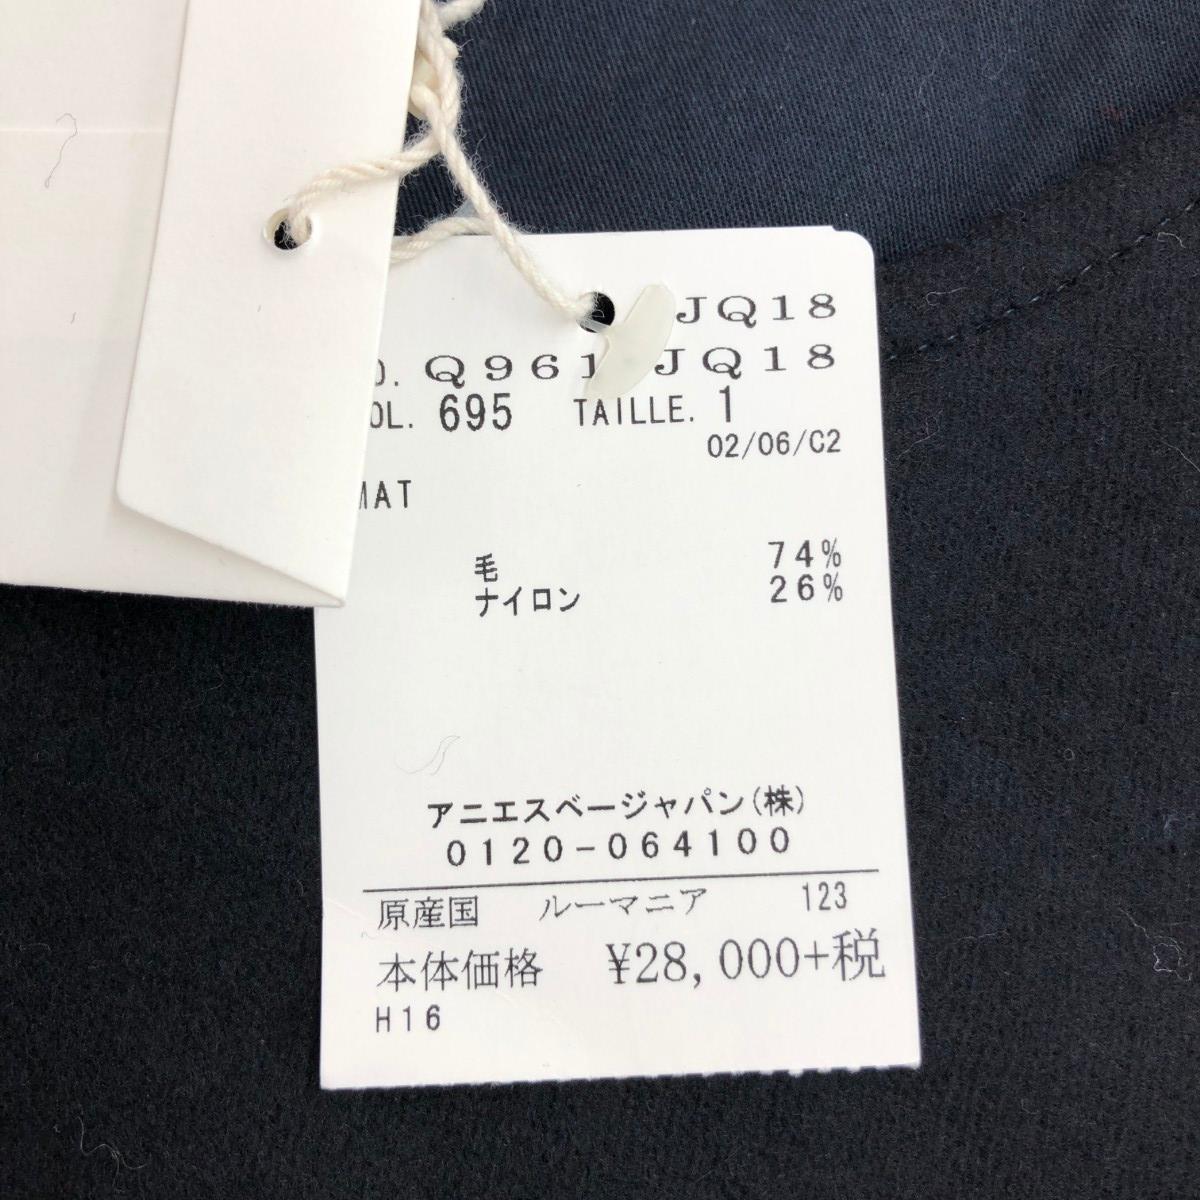 JQ18
Q961 JQ18
695 TAILLE. 1
02/06/C2
MAT
毛 74%
ナイロン 26%
アニエスベージャパン(株)
0120-064100
原産国 ルーマニア 123
本体価格 ¥28,000+税
H16